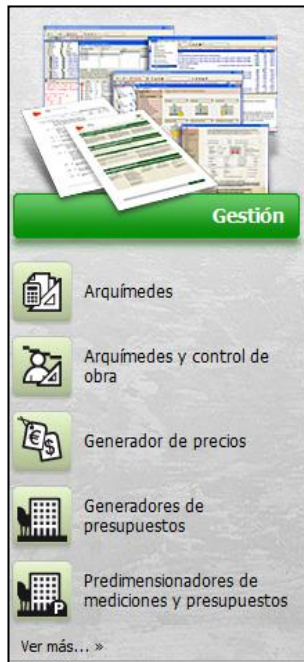 Gestión
Arquímedes
Arquímedes y control de
obra
Generador de precios
Generadores de
presupuestos
Predimensionadores de
mediciones y presupuestos
Ver más... »